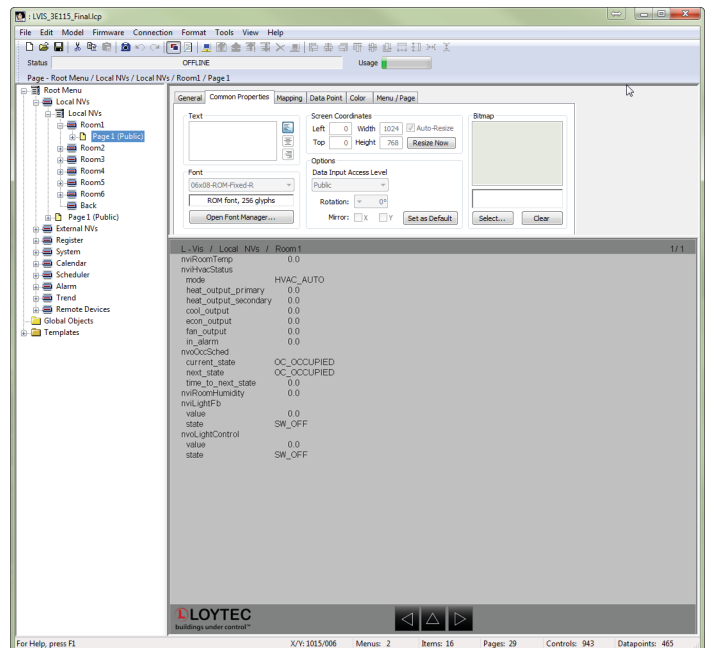 : LVIS_3E115_Final.lcp
File Edit Model Firmware Connection Format Tools View Help
Status OFFLINE Usage
Page - Root Menu / Local NVs / Local NVs / Room1 / Page 1
Root Menu
Local NVs
Local NVs
Room1
Page 1 (Public)
Room2
Room3
Room4
Room5
Room6
Back
Page 1 (Public)
External NVs
Register
System
Calendar
Scheduler
Alarm
Trend
Remote Devices
Global Objects
Templates
General Common Properties Mapping Data Point Color Menu / Page
Text
Font
06x08-ROM-Fixed-R
ROM font, 256 glyphs
Open Font Manager...
Screen Coordinates
Left 0 Width 1024 Auto-Resize
Top 0 Height 768 Resize Now
Options
Data Input Access Level
Public
Rotation: 0°
Mirror: X Y Set as Default
Bitmap
Select... Clear
L-Vis / Local NVs / Room1 1/1
nviRoomTemp 0.0
nviHvacStatus
mode HVAC_AUTO
heat_output_primary 0.0
heat_output_secondary 0.0
cool_output 0.0
econ_output 0.0
fan_output 0.0
in_alarm 0.0
nvoOccSched
current_state OC_OCCUPIED
next_state OC_OCCUPIED
time_to_next_state 0.0
nviRoomHumidity 0.0
nviLightFb
value 0.0
state SW_OFF
nvoLightControl
value 0.0
state SW_OFF
LOYTEC
buildings under control™
For Help, press F1 X/Y: 1015/006 Menus: 2 Items: 16 Pages: 29 Controls: 943 Datapoints: 465